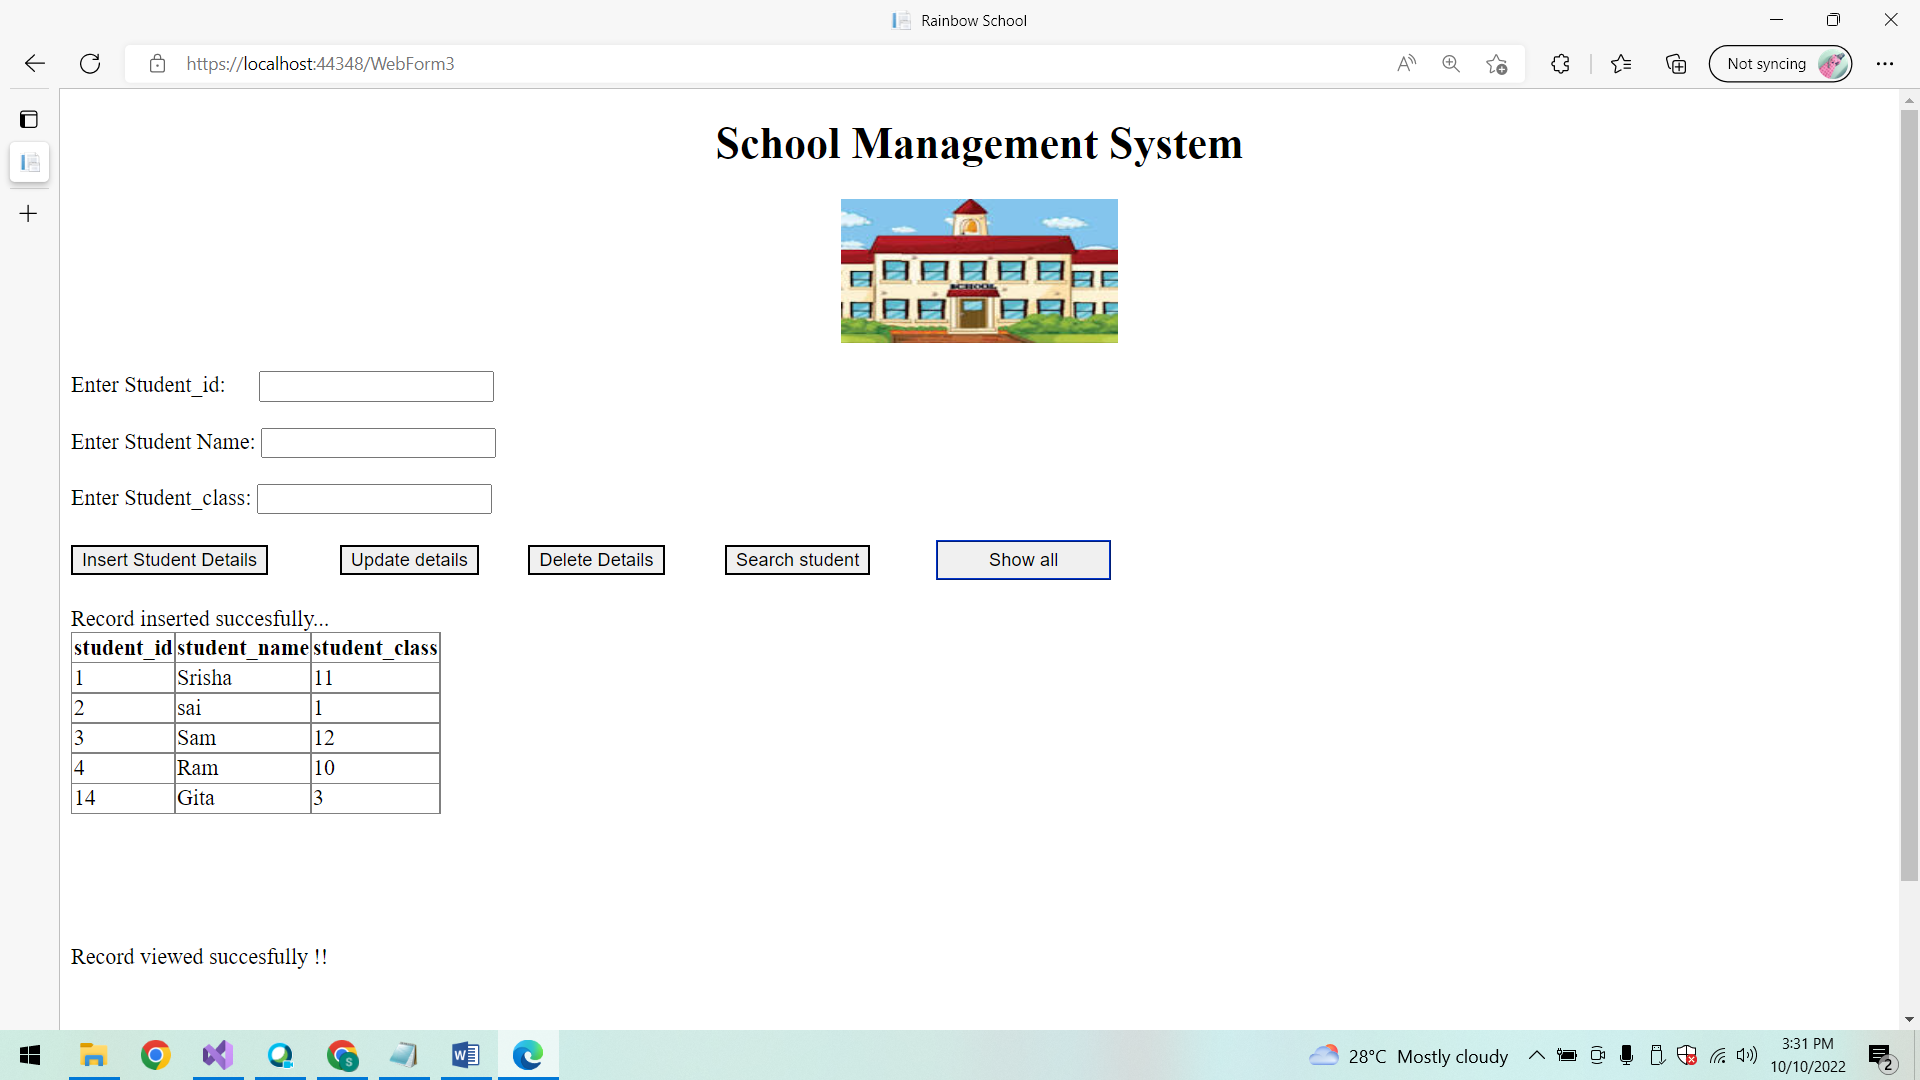 Rainbow School
https://localhost:44348/WebForm3
Not syncing
School Management System
SCHOOL
Enter Student_id:
Enter Student Name:
Enter Student_class:
Insert Student Details Update details Delete Details Search student Show all
Record inserted succesfully...
student_id student_name student_class
1 Srisha 11
2 sai 1
3 Sam 12
4 Ram 10
14 Gita 3
Record viewed succesfully !!
28°C Mostly cloudy
3:31 PM
10/10/2022
2